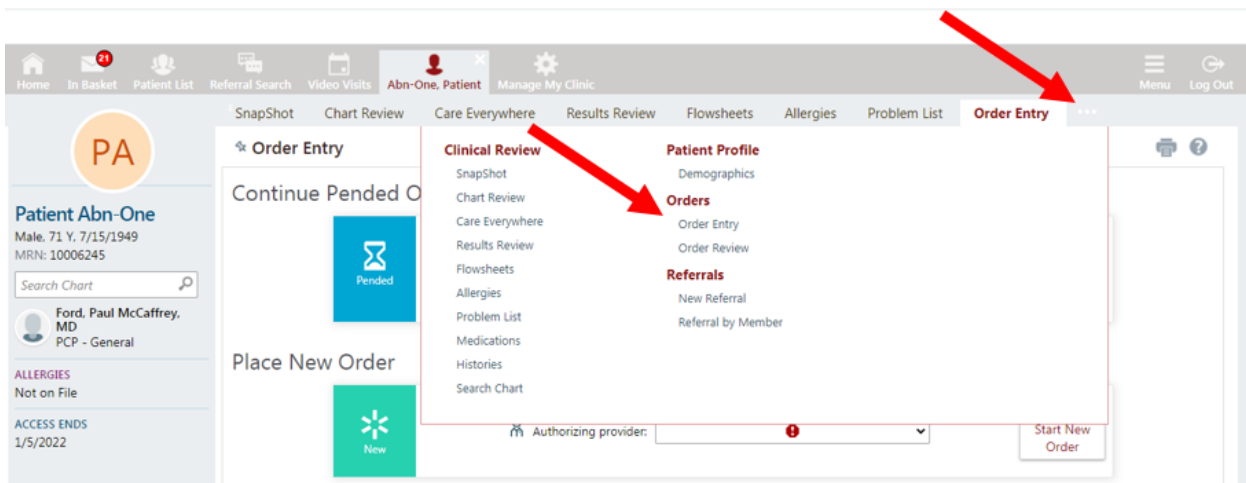 21
Home In Basket Patient List Referral Search Video Visits Abn-One, Patient Manage My Clinic Menu Log Out
SnapShot Chart Review Care Everywhere Results Review Flowsheets Allergies Problem List Order Entry
PA
Patient Abn-One
Male, 71 Y, 7/15/1949
MRN: 10006245
Search Chart
Ford, Paul McCaffrey,
MD
PCP - General
ALLERGIES
Not on File
ACCESS ENDS
1/5/2022
Order Entry
Continue Pended O
Pended
Place New Order
New
Clinical Review
SnapShot
Chart Review
Care Everywhere
Results Review
Flowsheets
Allergies
Problem List
Medications
Histories
Search Chart
Patient Profile
Demographics
Orders
Order Entry
Order Review
Referrals
New Referral
Referral by Member
Authorizing provider:
Start New
Order